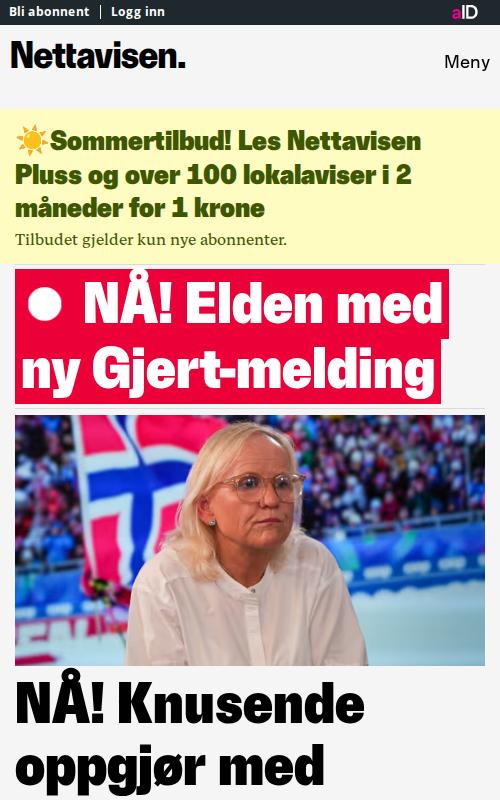 Bli abonnent | Logg inn
aID
Nettavisen.
Meny
☀️Sommertilbud! Les Nettavisen
Pluss og over 100 lokalaviser i 2
måneder for 1 krone
Tilbudet gjelder kun nye abonnenter.
NÅ! Elden med
ny Gjert-melding
NÅ! Knusende
oppgjør med